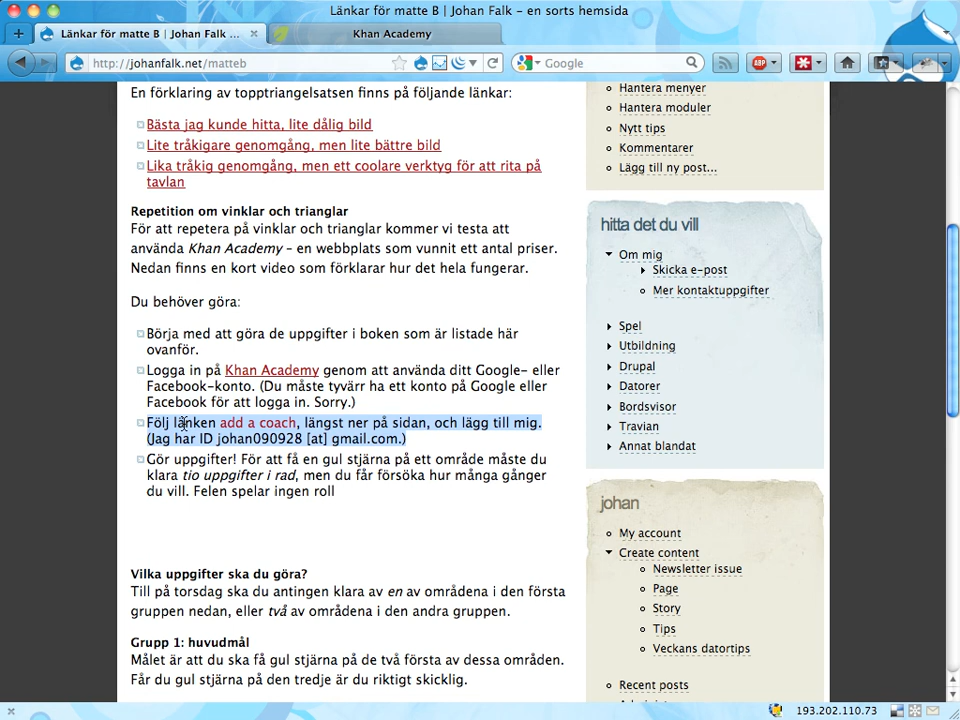 Länkar för matte B | Johan Falk – en sorts hemsida
Länkar för matte B | Johan Falk ...
Khan Academy
http://johanfalk.net/matteb
Google
ABP
En förklaring av topptriangelsatsen finns på följande länkar:
Bästa jag kunde hitta, lite dålig bild
Lite tråkigare genomgång, men lite bättre bild
Lika tråkig genomgång, men ett coolare verktyg för att rita på
tavlan
Repetition om vinklar och trianglar
För att repetera på vinklar och trianglar kommer vi testa att
använda Khan Academy – en webbplats som vunnit ett antal priser.
Nedan finns en kort video som förklarar hur det hela fungerar.
Du behöver göra:
Börja med att göra de uppgifter i boken som är listade här
ovanför.
Logga in på Khan Academy genom att använda ditt Google- eller
Facebook-konto. (Du måste tyvärr ha ett konto på Google eller
Facebook för att logga in. Sorry.)
Följ länken add a coach, längst ner på sidan, och lägg till mig.
(Jag har ID johan090928 [at] gmail.com.)
Gör uppgifter! För att få en gul stjärna på ett område måste du
klara tio uppgifter i rad, men du får försöka hur många gånger
du vill. Felen spelar ingen roll
Vilka uppgifter ska du göra?
Till på torsdag ska du antingen klara av en av områdena i den första
gruppen nedan, eller två av områdena i den andra gruppen.
Grupp 1: huvudmål
Målet är att du ska få gul stjärna på de två första av dessa områden.
Får du gul stjärna på den tredje är du riktigt skicklig.
Hantera menyer
Hantera moduler
Nytt tips
Kommentarer
Lägg till ny post...
hitta det du vill
Om mig
Skicka e-post
Mer kontaktuppgifter
Spel
Utbildning
Drupal
Datorer
Bordsvisor
Travian
Annat blandat
johan
My account
Create content
Newsletter issue
Page
Story
Tips
Veckans datortips
Recent posts
193.202.110.73